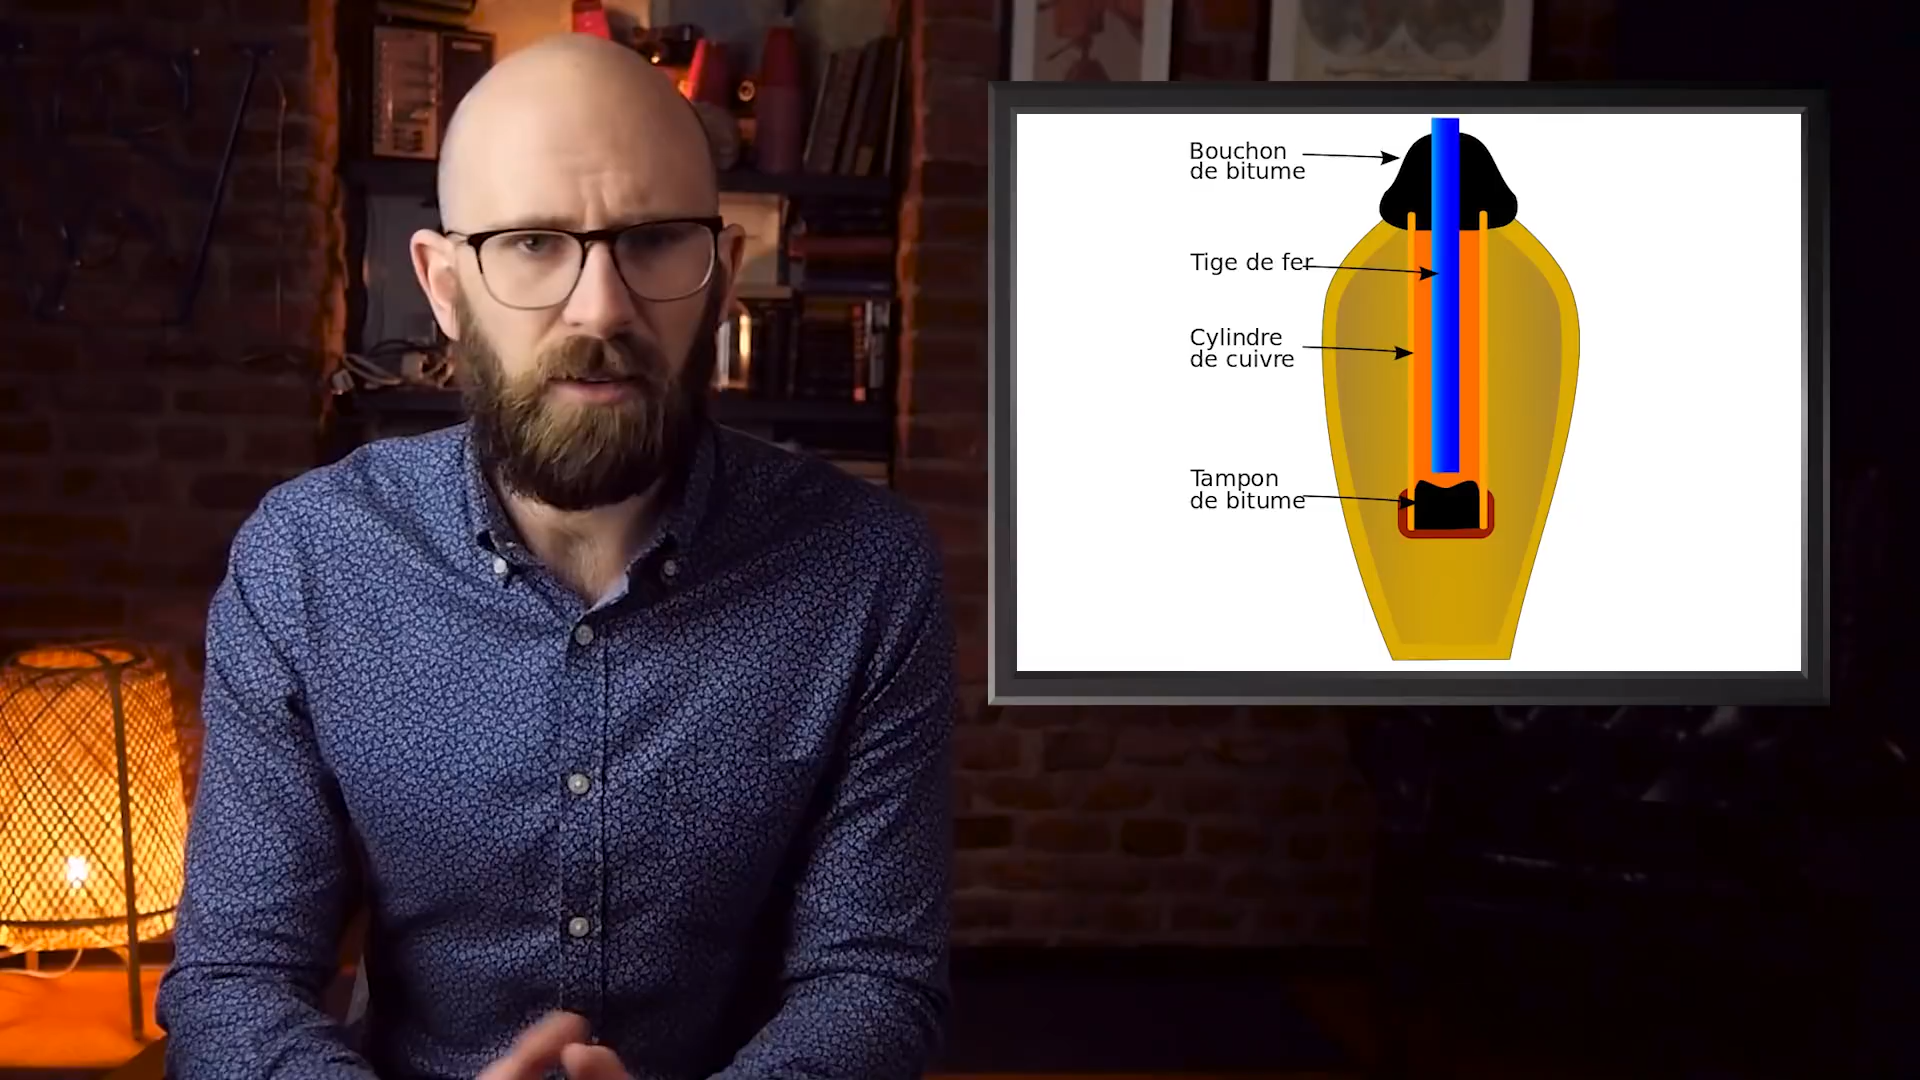 Bouchon
de bitume
Tige de fer
Cylindre
de cuivre
Tampon
de bitume